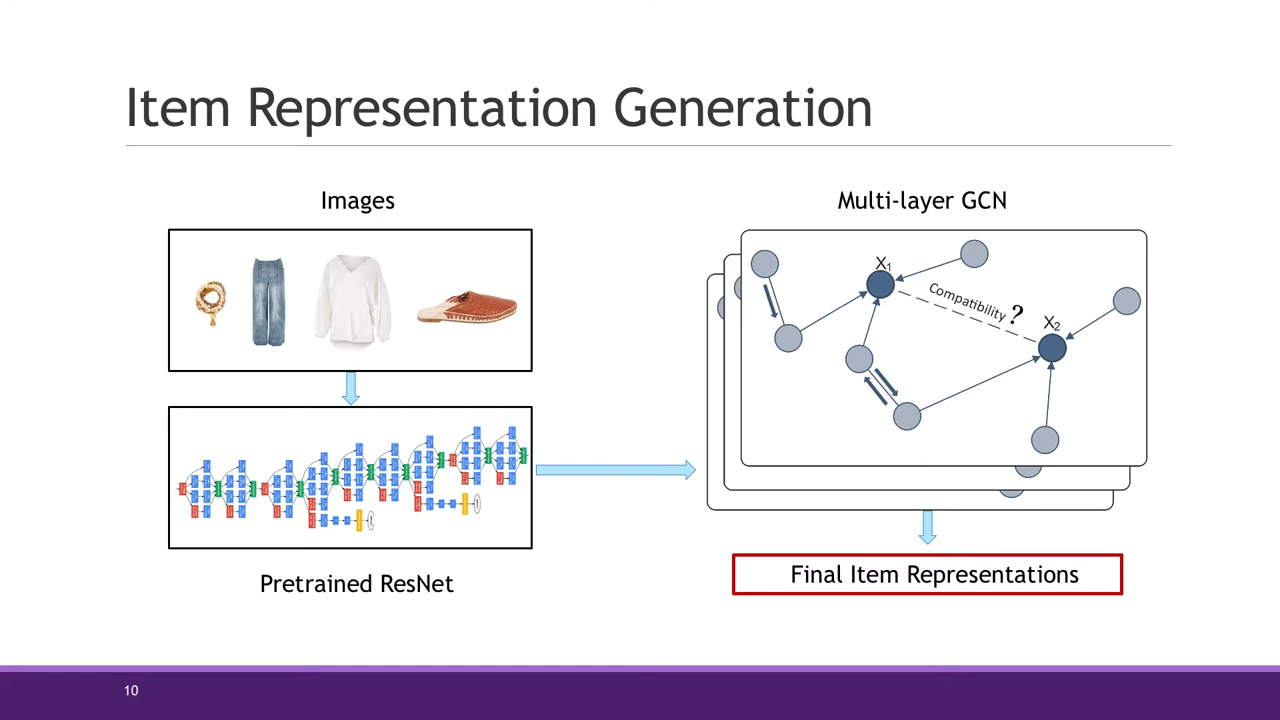 Item Representation Generation
Images
Multi-layer GCN
X1
Compatibility ?
X2
Pretrained ResNet
Final Item Representations
10